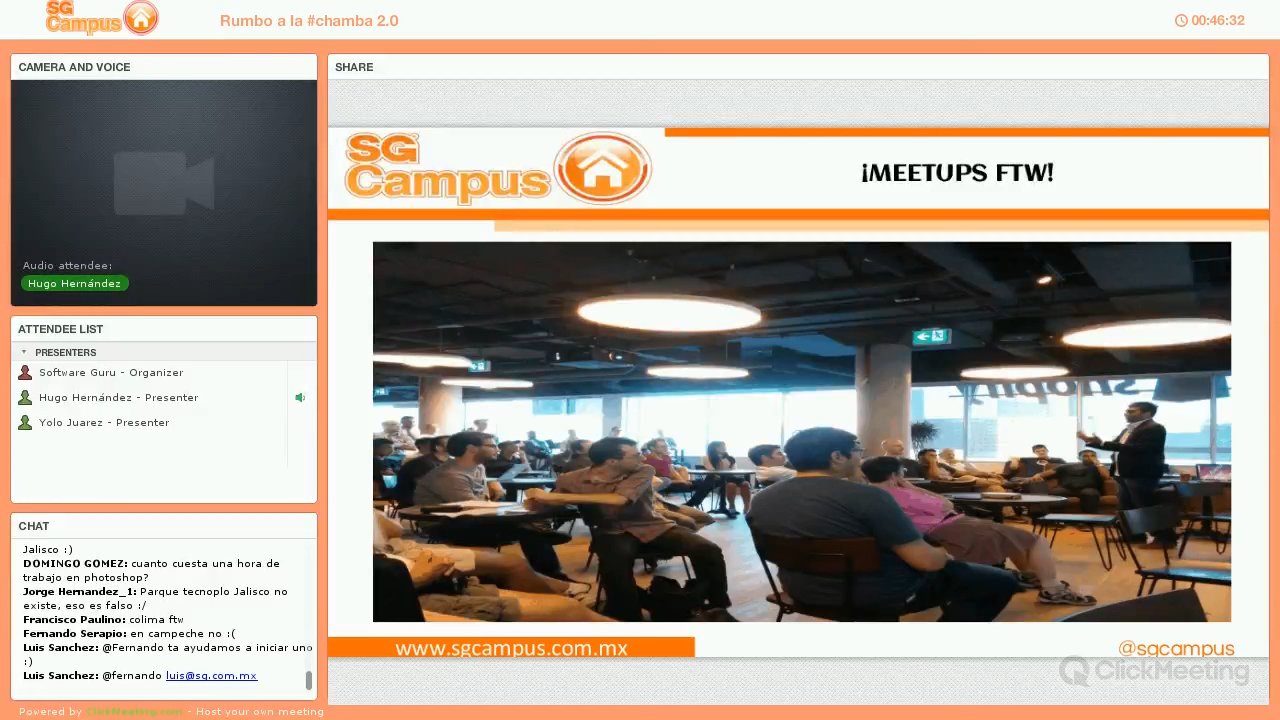 SG Campus
Rumbo a la #chamba 2.0
00:46:32
CAMERA AND VOICE
Audio attendee:
Hugo Hernández
ATTENDEE LIST
PRESENTERS
Software Guru - Organizer
Hugo Hernández - Presenter
Yolo Juarez - Presenter
CHAT
Jalisco :)
DOMINGO GOMEZ: cuanto cuesta una hora de
trabajo en photoshop?
Jorge Hernandez_1: Parque tecnoplo Jalisco no
existe, eso es falso :/
Francisco Paulino: colima ftw
Fernando Serapio: en campeche no :(
Luis Sanchez: @Fernando ta ayudamos a iniciar uno
:)
Luis Sanchez: @fernando luis@sg.com.mx
Powered by ClickMeeting.com - Host your own meeting
SHARE
SG
Campus
¡MEETUPS FTW!
www.sgcampus.com.mx
@sgcampus
ClickMeeting